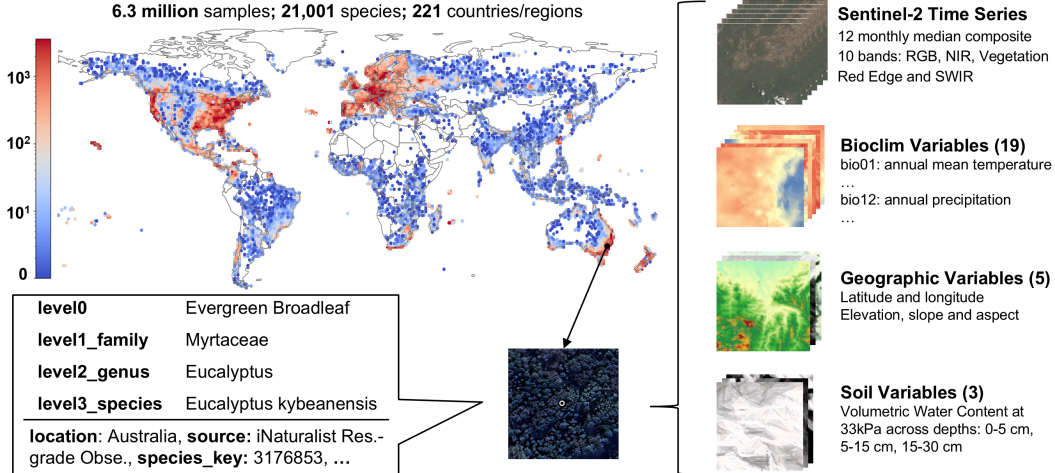 6.3 million samples; 21,001 species; 221 countries/regions
10³
10²
10¹
0
level0 Evergreen Broadleaf
level1_family Myrtaceae
level2_genus Eucalyptus
level3_species Eucalyptus kybeanensis
location: Australia, source: iNaturalist Res.-
grade Obse., species_key: 3176853, ...
Sentinel-2 Time Series
12 monthly median composite
10 bands: RGB, NIR, Vegetation
Red Edge and SWIR
Bioclim Variables (19)
bio01: annual mean temperature
...
bio12: annual precipitation
...
Geographic Variables (5)
Latitude and longitude
Elevation, slope and aspect
Soil Variables (3)
Volumetric Water Content at
33kPa across depths: 0-5 cm,
5-15 cm, 15-30 cm